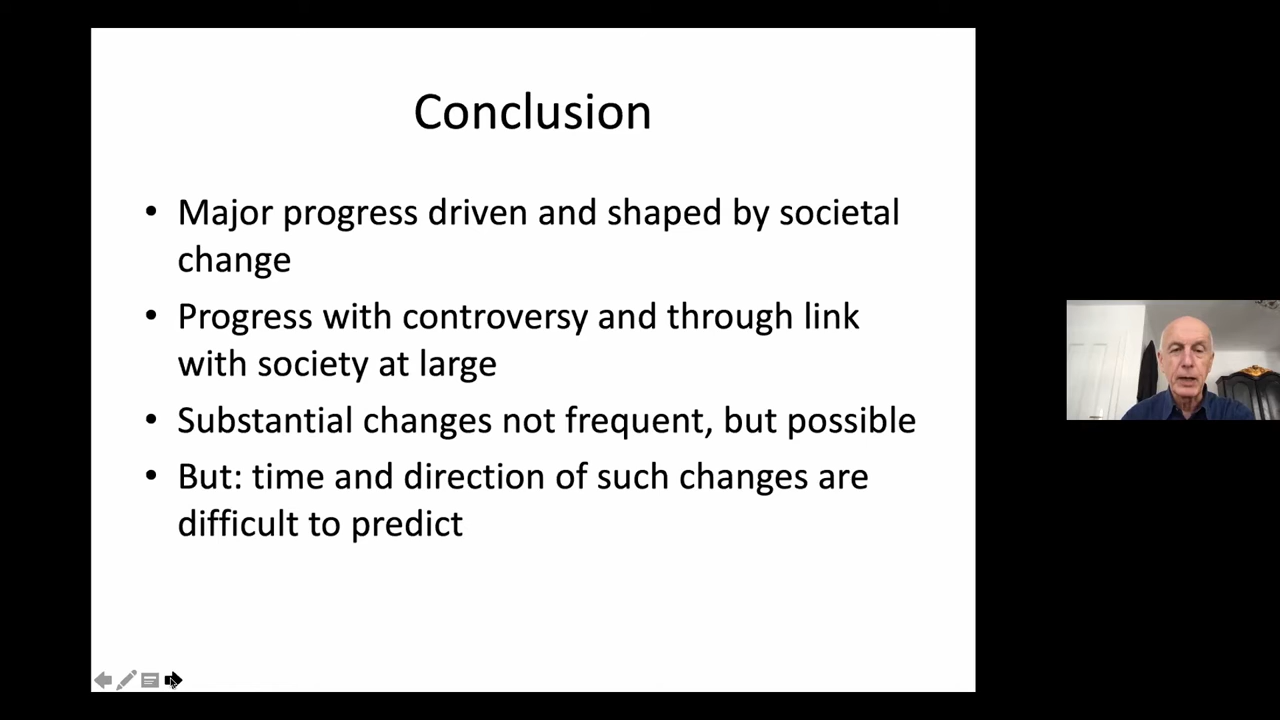 Conclusion
• Major progress driven and shaped by societal
change
• Progress with controversy and through link
with society at large
• Substantial changes not frequent, but possible
• But: time and direction of such changes are
difficult to predict